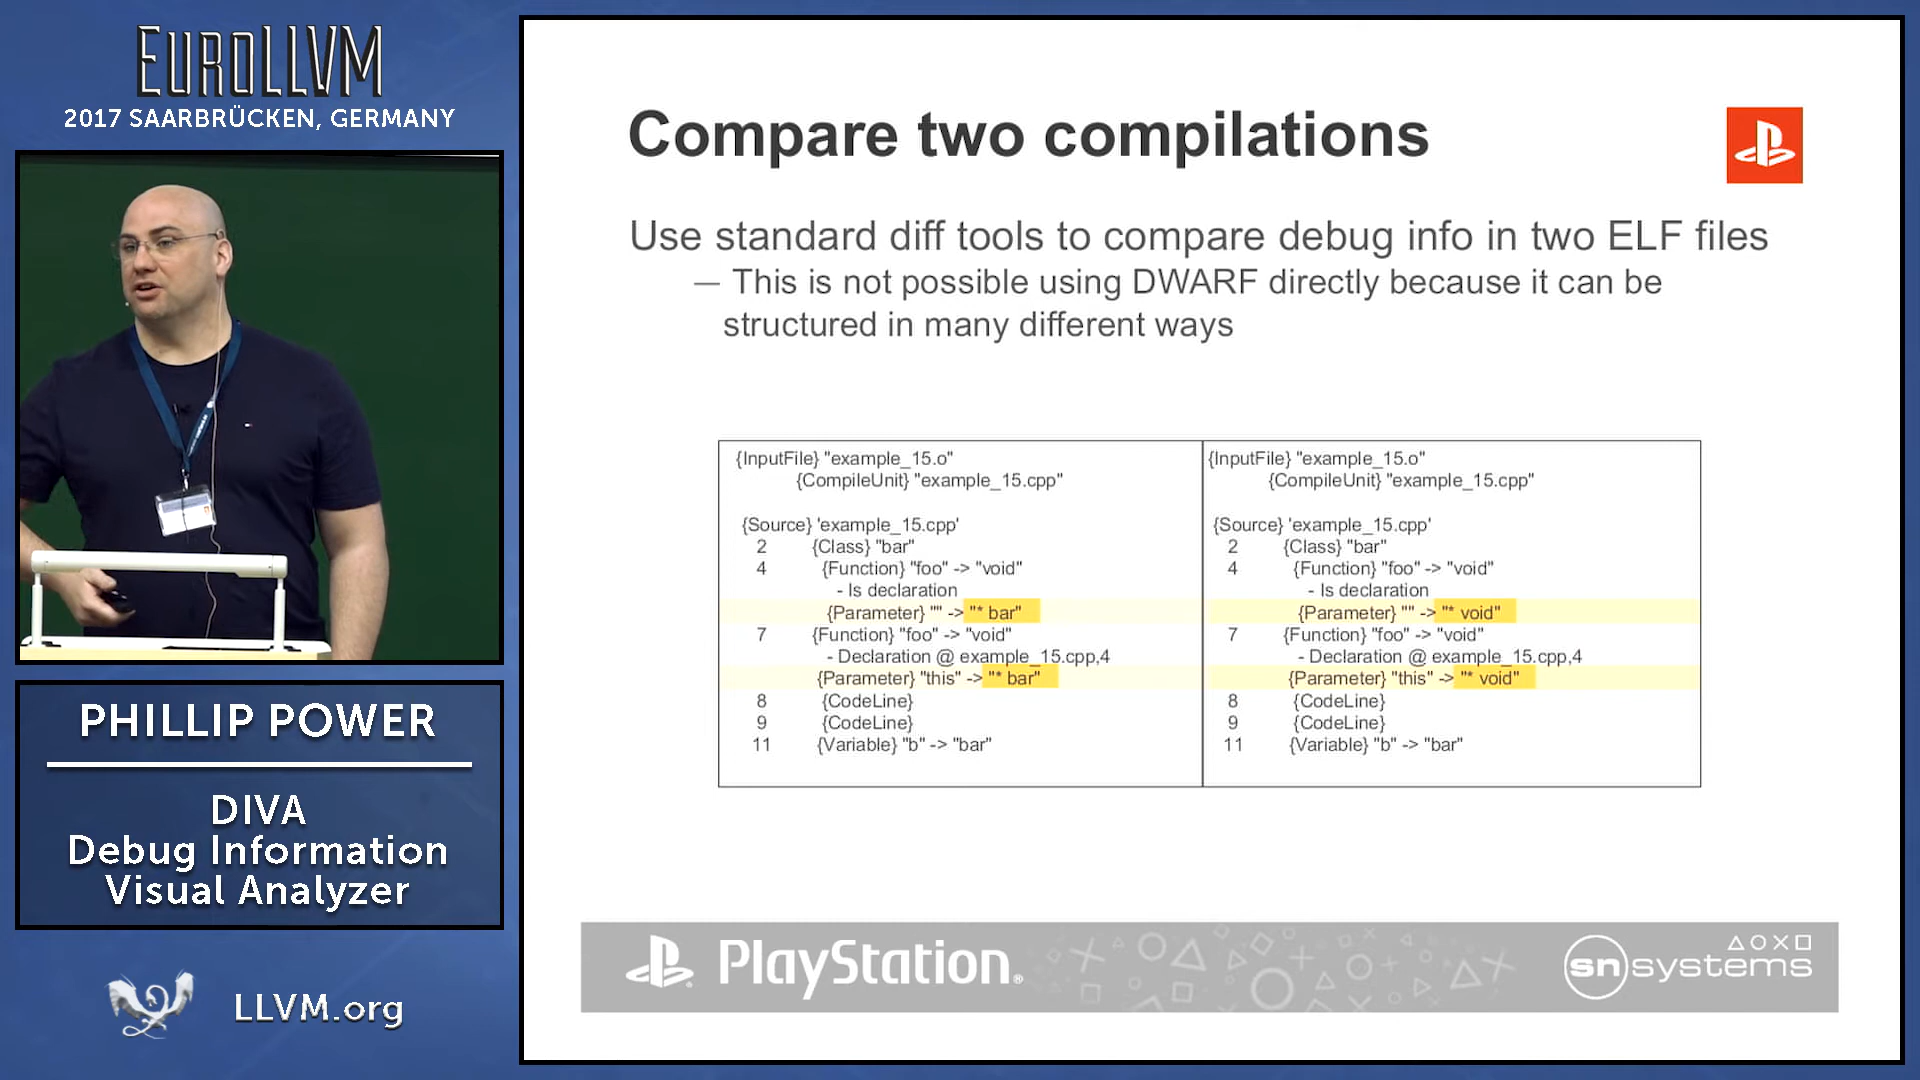 EUROLLVM
2017 SAARBRÜCKEN, GERMANY
PHILLIP POWER
DIVA
Debug Information
Visual Analyzer
LLVM.org
Compare two compilations
Use standard diff tools to compare debug info in two ELF files
— This is not possible using DWARF directly because it can be
structured in many different ways
{InputFile} "example_15.o"
{CompileUnit} "example_15.cpp"
{Source} 'example_15.cpp'
2 {Class} "bar"
4 {Function} "foo" -> "void"
- Is declaration
{Parameter} "" -> "* bar"
7 {Function} "foo" -> "void"
- Declaration @ example_15.cpp,4
{Parameter} "this" -> "* bar"
8 {CodeLine}
9 {CodeLine}
11 {Variable} "b" -> "bar"
{InputFile} "example_15.o"
{CompileUnit} "example_15.cpp"
{Source} 'example_15.cpp'
2 {Class} "bar"
4 {Function} "foo" -> "void"
- Is declaration
{Parameter} "" -> "* void"
7 {Function} "foo" -> "void"
- Declaration @ example_15.cpp,4
{Parameter} "this" -> "* void"
8 {CodeLine}
9 {CodeLine}
11 {Variable} "b" -> "bar"
PlayStation®
sn systems